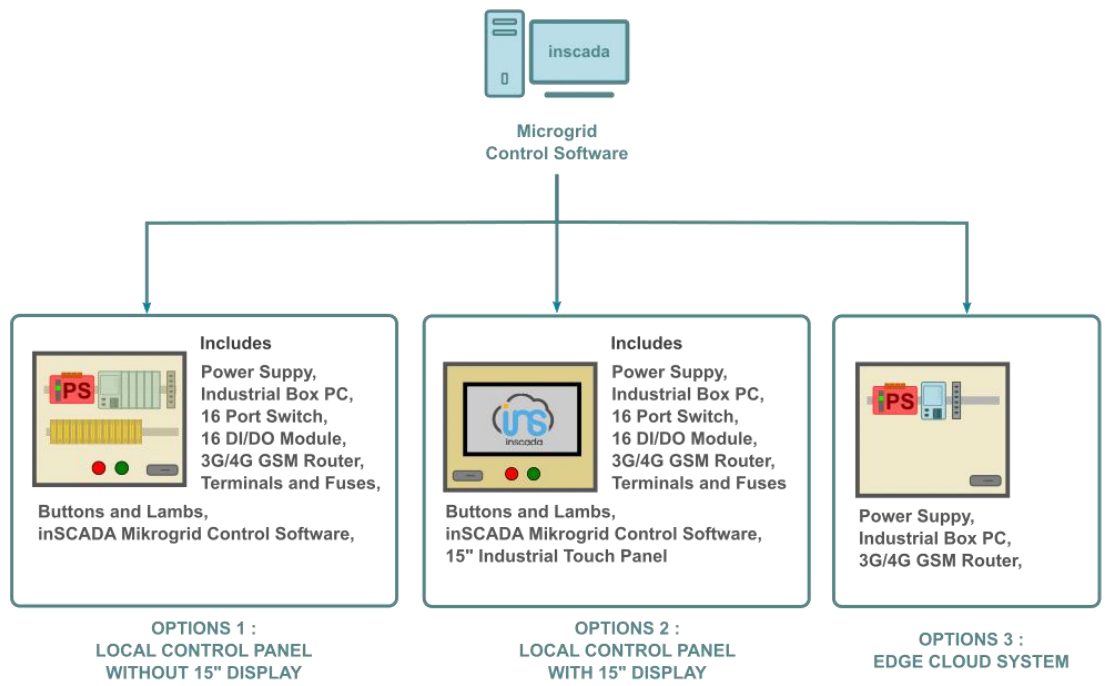 inscada
Microgrid
Control Software
Includes
Power Suppy,
Industrial Box PC,
16 Port Switch,
16 DI/DO Module,
3G/4G GSM Router,
Terminals and Fuses,
Buttons and Lambs,
inSCADA Mikrogrid Control Software,
PS
OPTIONS 1 :
LOCAL CONTROL PANEL
WITHOUT 15" DISPLAY
Includes
Power Suppy,
Industrial Box PC,
16 Port Switch,
16 DI/DO Module,
3G/4G GSM Router,
Terminals and Fuses
Buttons and Lambs,
inSCADA Mikrogrid Control Software,
15" Industrial Touch Panel
ins
inscada
OPTIONS 2 :
LOCAL CONTROL PANEL
WITH 15" DISPLAY
PS
Power Suppy,
Industrial Box PC,
3G/4G GSM Router,
OPTIONS 3 :
EDGE CLOUD SYSTEM